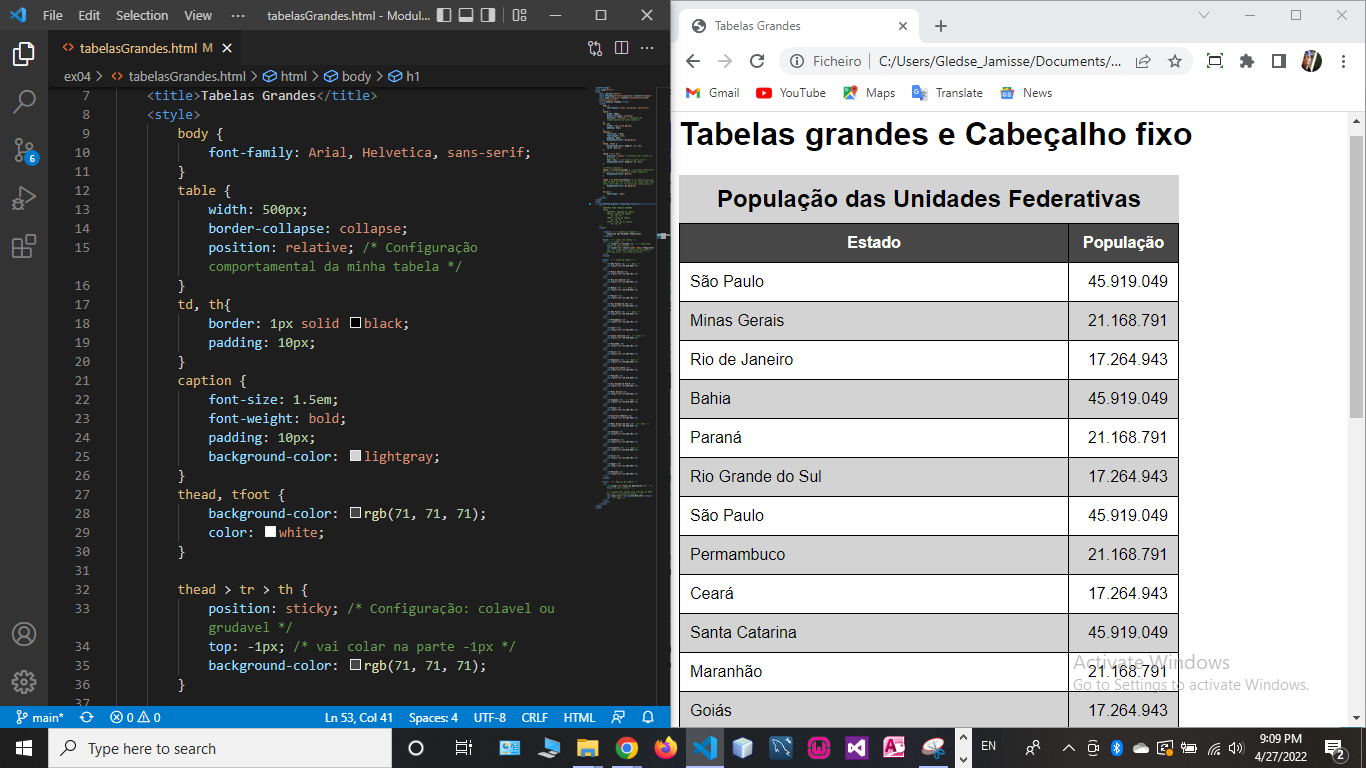 File Edit Selection View ··· tabelasGrandes.html - Modul...
tabelasGrandes.html M
ex04 > tabelasGrandes.html > html > body > h1
7 <title>Tabelas Grandes</title>
8 <style>
9 body {
10 font-family: Arial, Helvetica, sans-serif;
11 }
12 table {
13 width: 500px;
14 border-collapse: collapse;
15 position: relative; /* Configuração
comportamental da minha tabela */
16 }
17 td, th{
18 border: 1px solid black;
19 padding: 10px;
20 }
21 caption {
22 font-size: 1.5em;
23 font-weight: bold;
24 padding: 10px;
25 background-color: lightgray;
26 }
27 thead, tfoot {
28 background-color: rgb(71, 71, 71);
29 color: white;
30 }
31
32 thead > tr > th {
33 position: sticky; /* Configuração: colavel ou
grudavel */
34 top: -1px; /* vai colar na parte -1px */
35 background-color: rgb(71, 71, 71);
36 }
37
6
main* 0 0 Ln 53, Col 41 Spaces: 4 UTF-8 CRLF HTML
Tabelas Grandes
Ficheiro | C:/Users/Gledse_Jamisse/Documents/...
Gmail YouTube Maps Translate News
Tabelas grandes e Cabeçalho fixo
População das Unidades Federativas
Estado População
São Paulo 45.919.049
Minas Gerais 21.168.791
Rio de Janeiro 17.264.943
Bahia 45.919.049
Paraná 21.168.791
Rio Grande do Sul 17.264.943
São Paulo 45.919.049
Permambuco 21.168.791
Ceará 17.264.943
Santa Catarina 45.919.049
Maranhão 21.168.791
Goiás 17.264.943
Activate Windows
Go to Settings to activate Windows.
Type here to search
EN
9:09 PM
4/27/2022
2